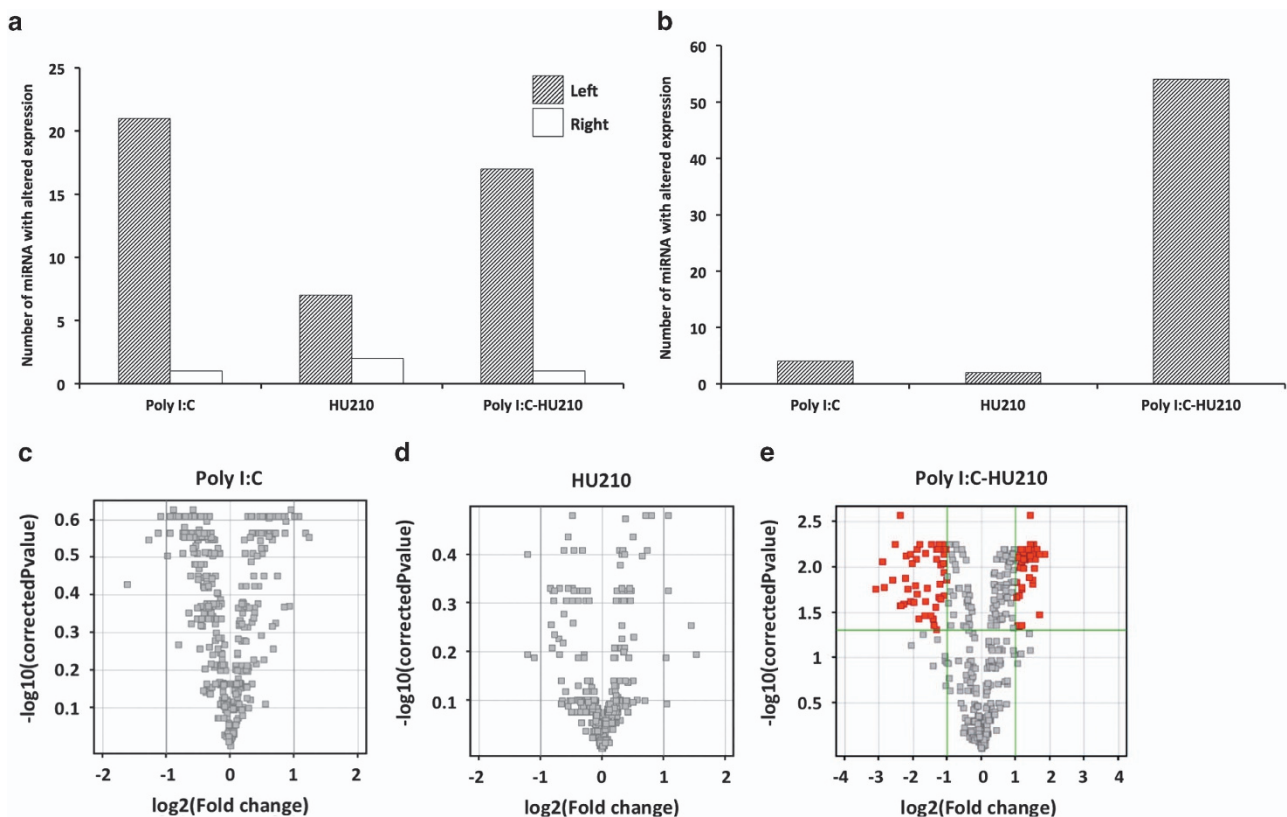 a
Number of miRNA with altered expression
25
20
15
10
5
0
Left
Right
Poly I:C
HU210
Poly I:C-HU210
b
Number of miRNA with altered expression
60
50
40
30
20
10
0
Poly I:C
HU210
Poly I:C-HU210
c
Poly I:C
-log10(correctedPvalue)
0.6
0.5
0.4
0.3
0.2
0.1
-2 -1 0 1 2
log2(Fold change)
d
HU210
-log10(correctedPvalue)
0.4
0.3
0.2
0.1
-2 -1 0 1 2
log2(Fold change)
e
Poly I:C-HU210
-log10(correctedPvalue)
2.5
2.0
1.5
1
0.5
-4 -3 -2 -1 0 1 2 3 4
log2(Fold change)